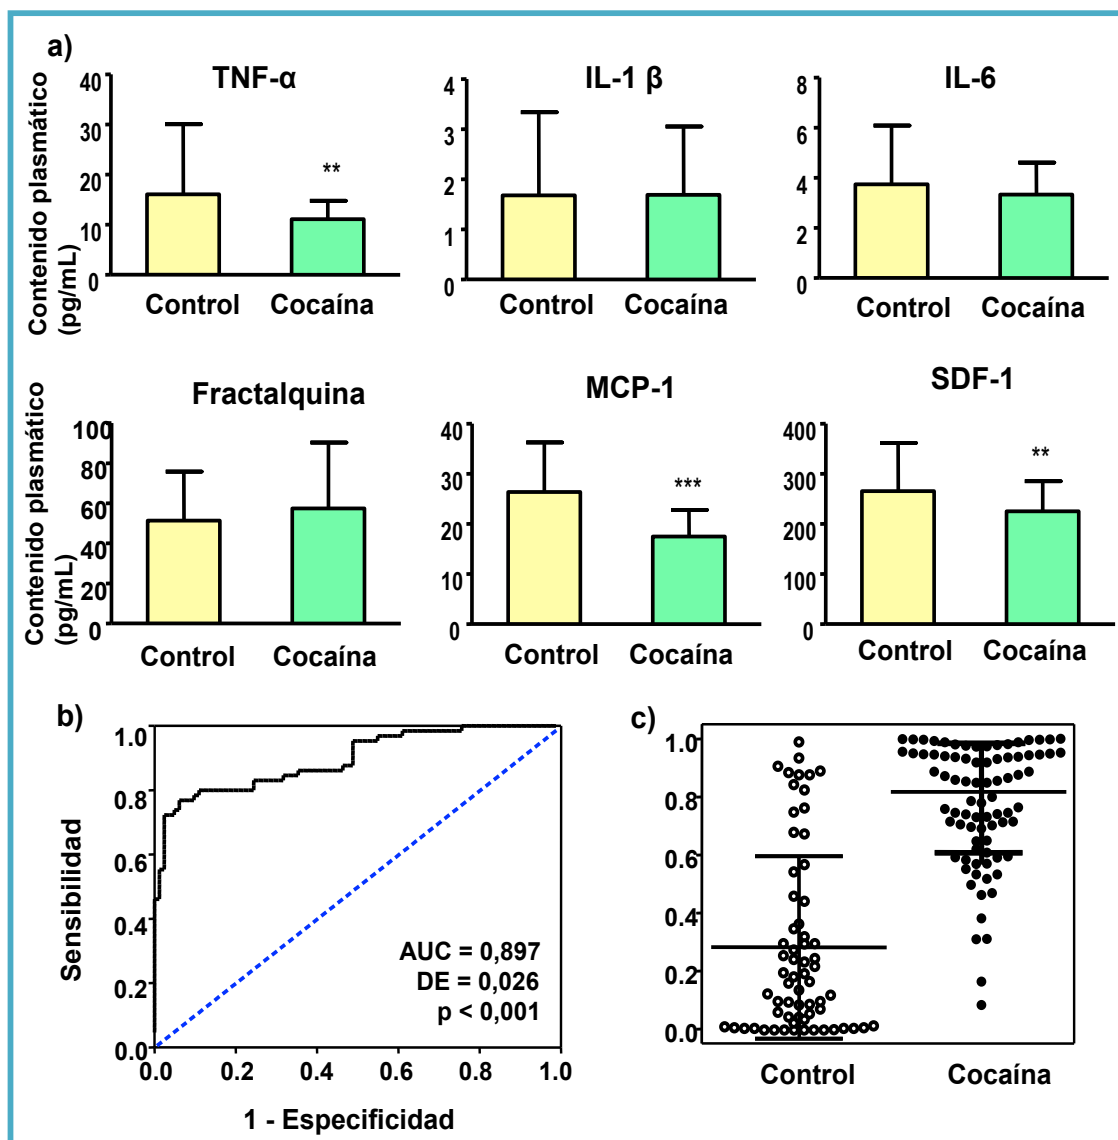 a)
TNF-α
IL-1 β
IL-6
Contenido plasmático
(pg/mL)
40
30
20
10
0
**
Control
Cocaína
4
3
2
1
0
Control
Cocaína
8
6
4
2
0
Control
Cocaína
Fractalquina
MCP-1
SDF-1
Contenido plasmático
(pg/mL)
100
80
60
40
20
0
Control
Cocaína
40
30
20
10
0
***
Control
Cocaína
400
300
200
100
0
**
Control
Cocaína
b)
Sensibilidad
1.0
0.8
0.6
0.4
0.2
0.0
AUC = 0,897
DE = 0,026
p < 0,001
0.0 0.2 0.4 0.6 0.8 1.0
1 - Especificidad
c)
1.0
0.8
0.6
0.4
0.2
0.0
Control
Cocaína